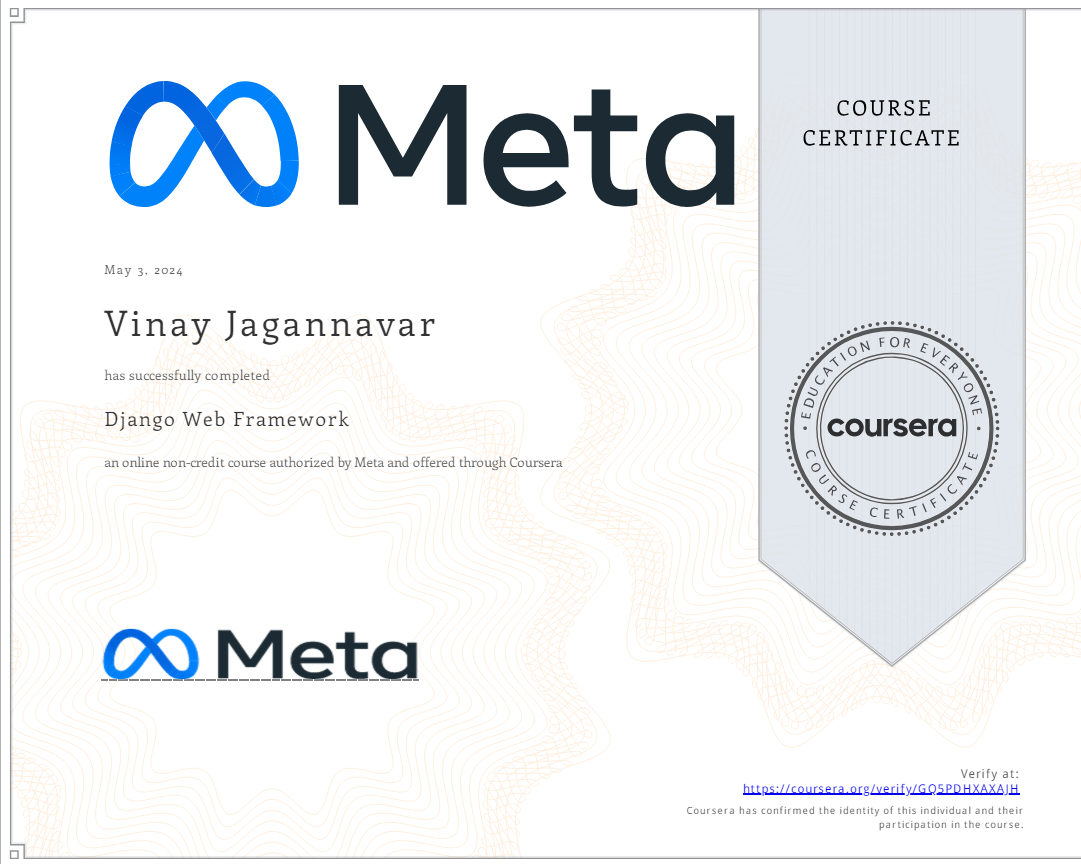 Meta
COURSE
CERTIFICATE
May 3, 2024
Vinay Jagannavar
has successfully completed
Django Web Framework
an online non-credit course authorized by Meta and offered through Coursera
EDUCATION FOR EVERYONE
coursera
COURSE CERTIFICATE
Meta
Verify at:
https://coursera.org/verify/GQ5PDHXAXAJH
Coursera has confirmed the identity of this individual and their
participation in the course.